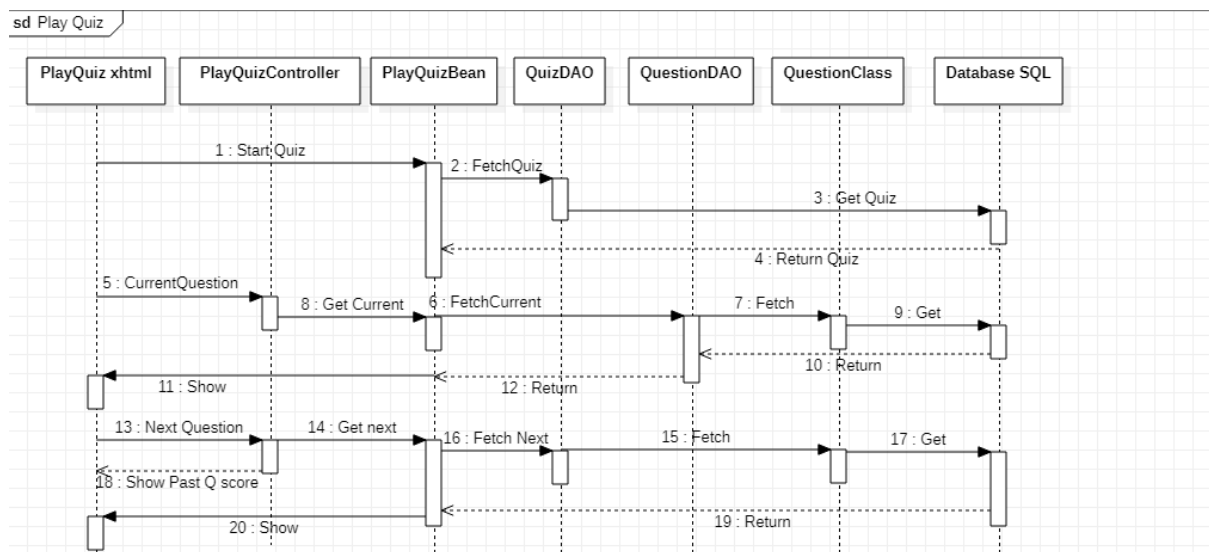 sd Play Quiz
PlayQuiz xhtml
PlayQuizController
PlayQuizBean
QuizDAO
QuestionDAO
QuestionClass
Database SQL
1 : Start Quiz
2 : FetchQuiz
3 : Get Quiz
4 : Return Quiz
5 : CurrentQuestion
8 : Get Current
6 : FetchCurrent
7 : Fetch
9 : Get
10 : Return
11 : Show
12 : Return
13 : Next Question
14 : Get next
16 : Fetch Next
15 : Fetch
17 : Get
18 : Show Past Q score
19 : Return
20 : Show